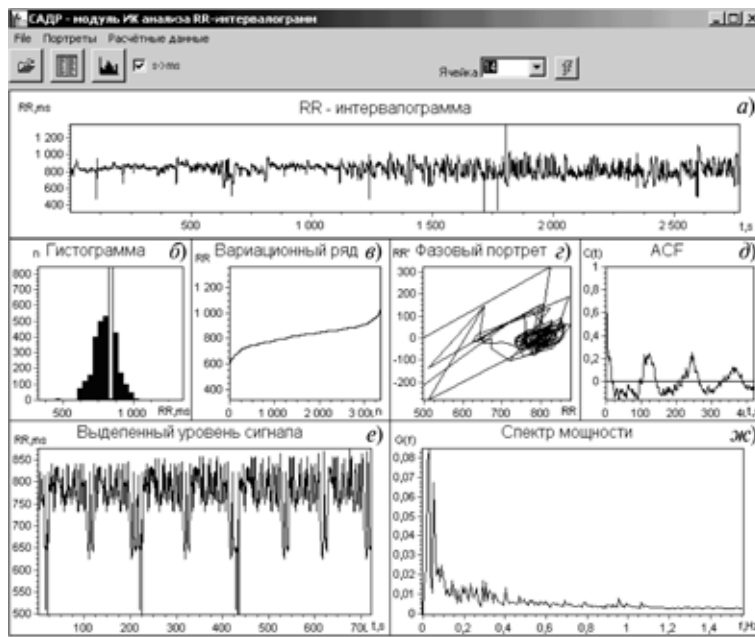 САДР - модуль ИК анализа RR-интервалограмм
File Портреты Расчётные данные
s->ms
Ячейка 14
RR,ms RR - интервалограмма а)
1 200
1 000
800
600
400
500 1 000 1 500 2 000 2 500 t,s
n Гистограмма б)
800
700
600
500
400
300
200
100
0
500 1000
RR,ms
RR Вариационный ряд в)
1 200
1 000
800
600
400
0 1 000 2 000 3 000 n
RR' Фазовый портрет г)
300
200
100
0
-100
-200
500 600 700 800
RR
C(t) ACF д)
1
0,8
0,6
0,4
0,2
0
0 100 200 300 t,s
RR,ms Выделенный уровень сигнала е)
850
800
750
700
650
600
550
500
100 200 300 400 500 600 700 t,s
G(f) Спектр мощности ж)
0,08
0,07
0,06
0,05
0,04
0,03
0,02
0,01
0
0 0,2 0,4 0,6 0,8 1 1,2 1,4 f,Hz